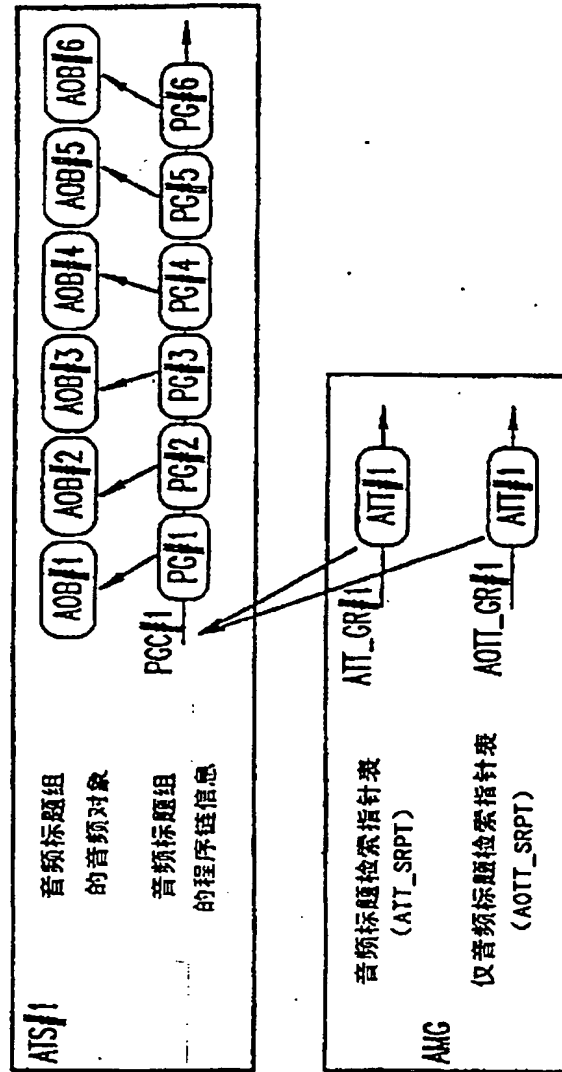 ATS#1
音频标题组
的音频对象
AOB#1 AOB#2 AOB#3 AOB#4 AOB#5 AOB#6
音频标题组
的程序链信息
PGC#1
PG#1 PG#2 PG#3 PG#4 PG#5 PG#6
AMG
音频标题检索指针表
(ATT_SRPT)
ATT_GR#1
ATT#1
仅音频标题检索指针表
(AOTT_SRPT)
AOTT_GR#1
ATT#1